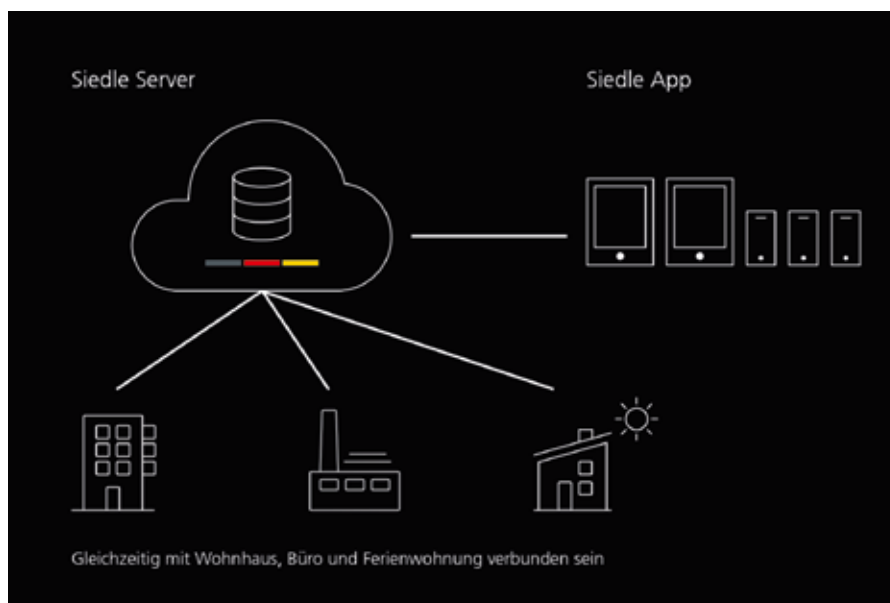 Siedle Server
Siedle App
Gleichzeitig mit Wohnhaus, Büro und Ferienwohnung verbunden sein